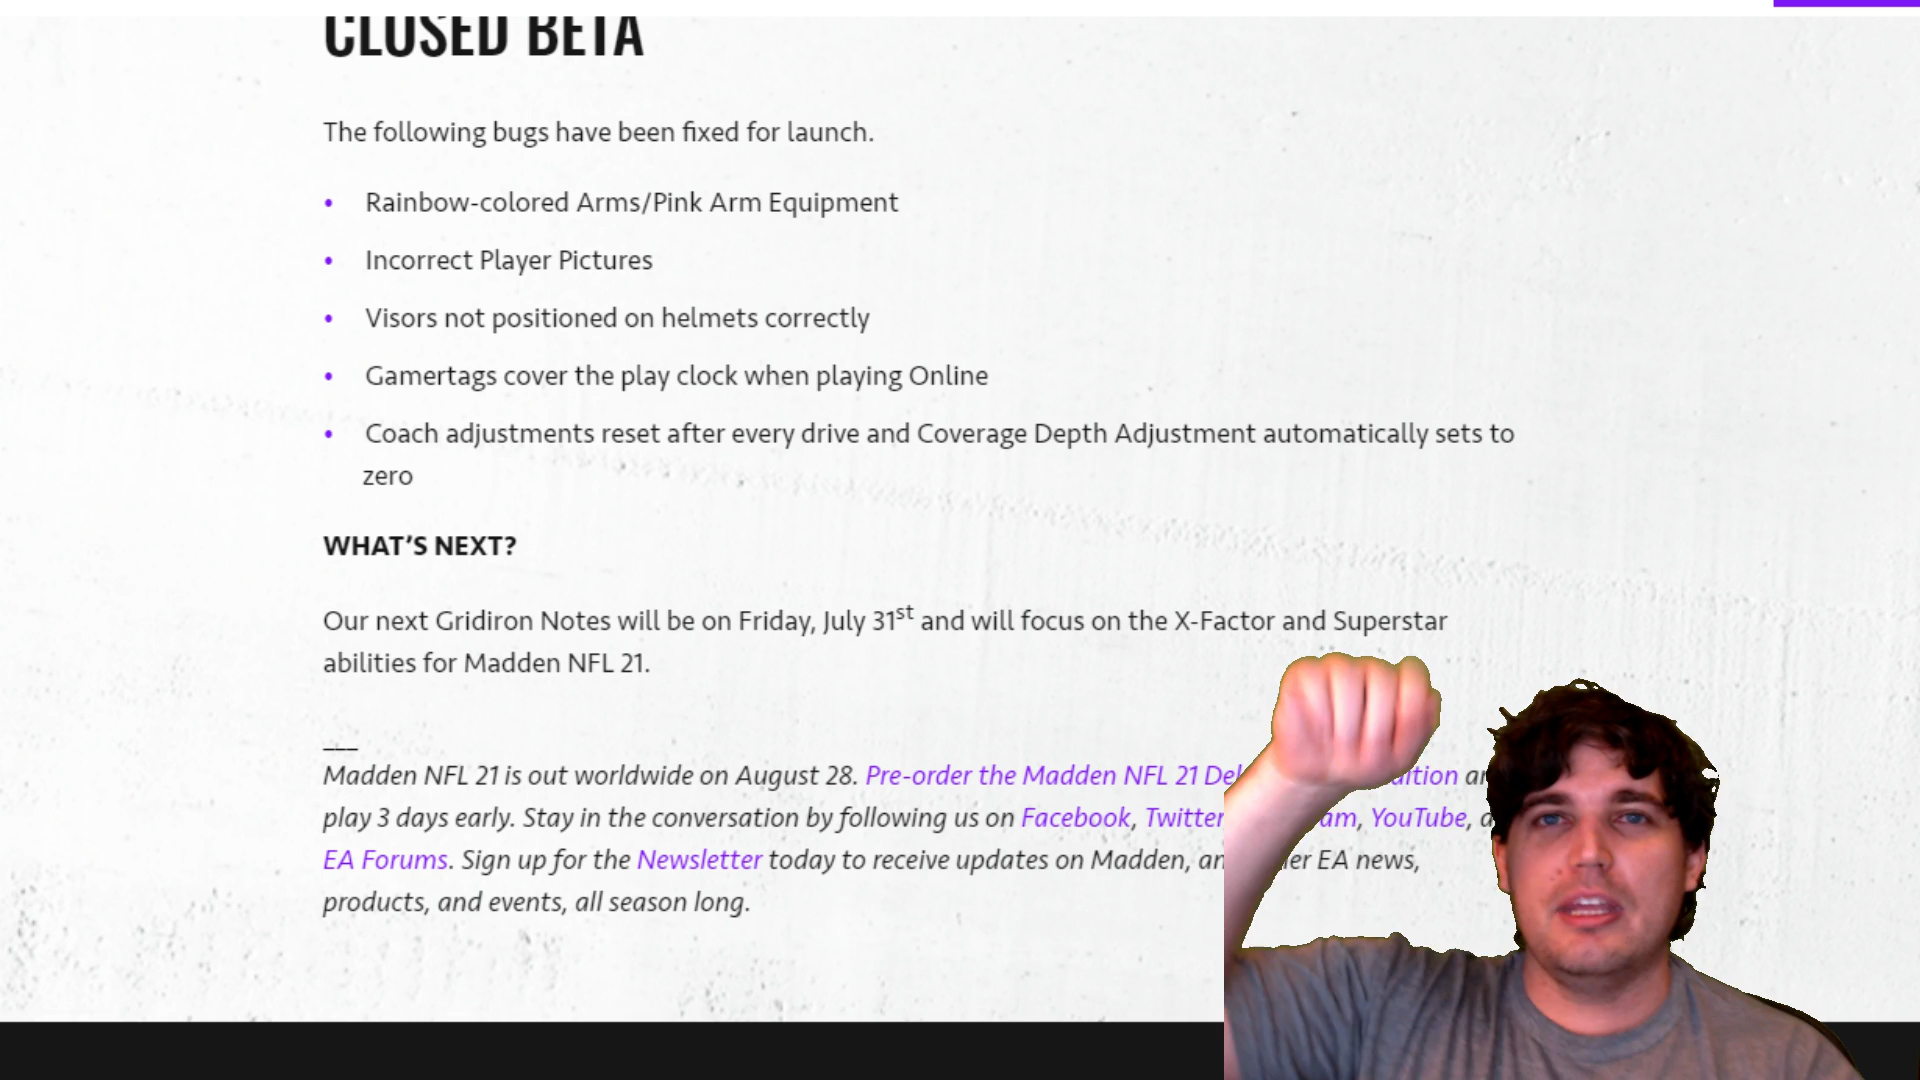 CLOSED BETA
The following bugs have been fixed for launch.
• Rainbow-colored Arms/Pink Arm Equipment
• Incorrect Player Pictures
• Visors not positioned on helmets correctly
• Gamertags cover the play clock when playing Online
• Coach adjustments reset after every drive and Coverage Depth Adjustment automatically sets to
zero
WHAT'S NEXT?
Our next Gridiron Notes will be on Friday, July 31st and will focus on the X-Factor and Superstar
abilities for Madden NFL 21.
Madden NFL 21 is out worldwide on August 28. Pre-order the Madden NFL 21
play 3 days early. Stay in the conversation by following us on Facebook, Twitter YouTube,
EA Forums. Sign up for the Newsletter today to receive updates on Madden, EA news,
products, and events, all season long.